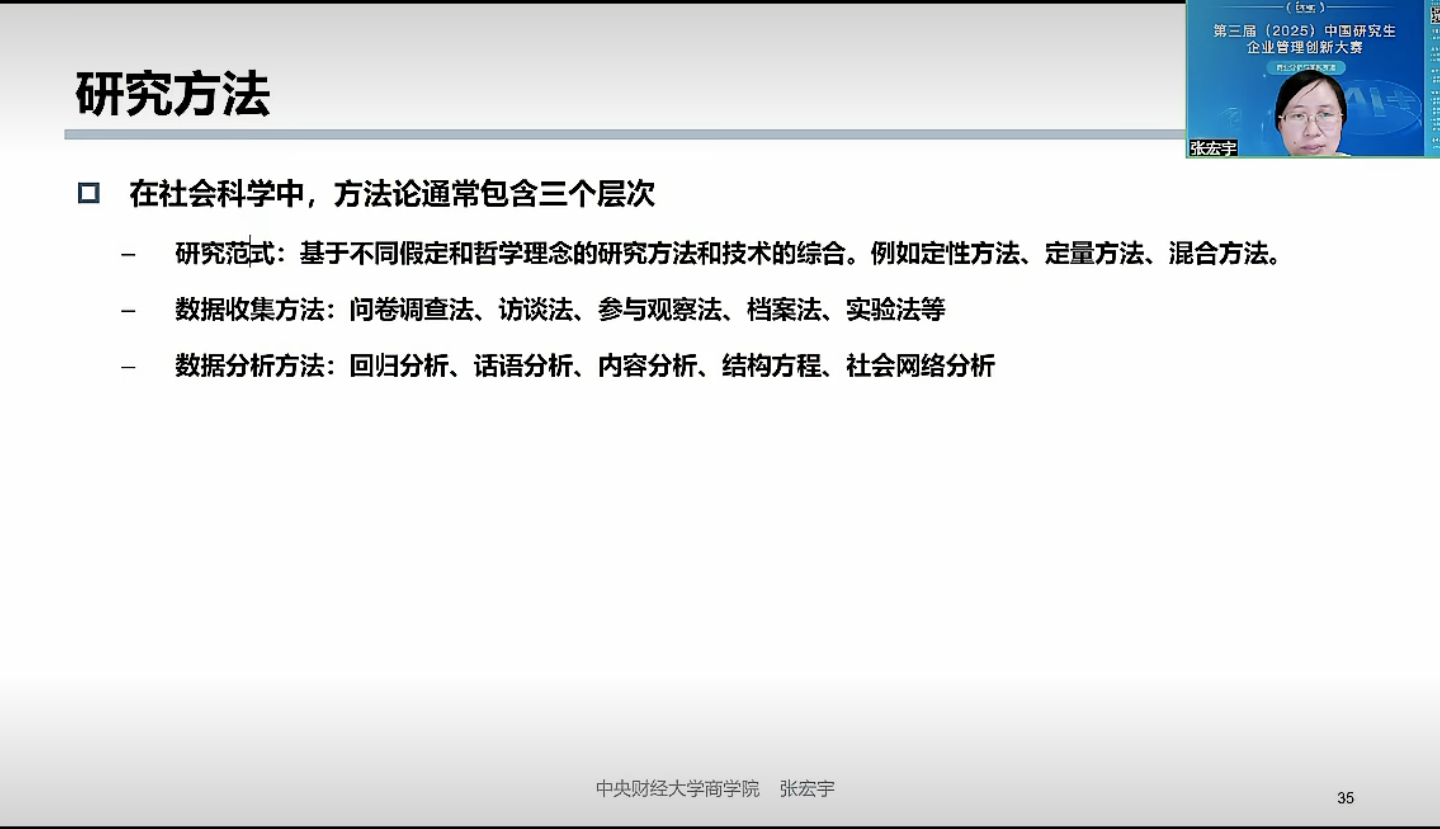 研究方法
第三届（2025）中国研究生
企业管理创新大赛
AI+
张宏宇
在社会科学中，方法论通常包含三个层次
– 研究范式：基于不同假定和哲学理念的研究方法和技术的综合。例如定性方法、定量方法、混合方法。
– 数据收集方法：问卷调查法、访谈法、参与观察法、档案法、实验法等
– 数据分析方法：回归分析、话语分析、内容分析、结构方程、社会网络分析
中央财经大学商学院 张宏宇
35